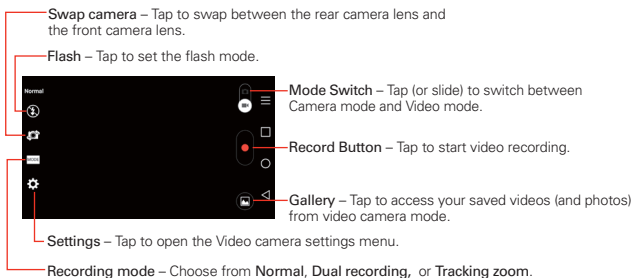 Swap camera – Tap to swap between the rear camera lens and
the front camera lens.
Flash – Tap to set the flash mode.
Normal
Mode Switch – Tap (or slide) to switch between
Camera mode and Video mode.
MODE
Record Button – Tap to start video recording.
Gallery – Tap to access your saved videos (and photos)
from video camera mode.
Settings – Tap to open the Video camera settings menu.
Recording mode – Choose from Normal, Dual recording, or Tracking zoom.